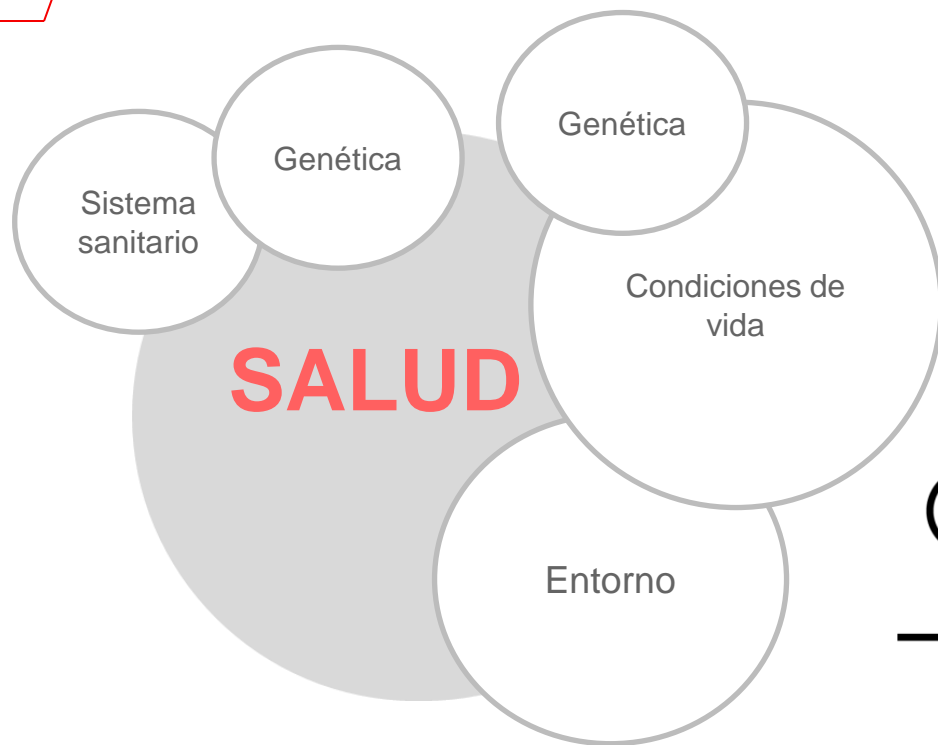 Genética
Genética
Sistema
sanitario
Condiciones de
vida
SALUD
Entorno